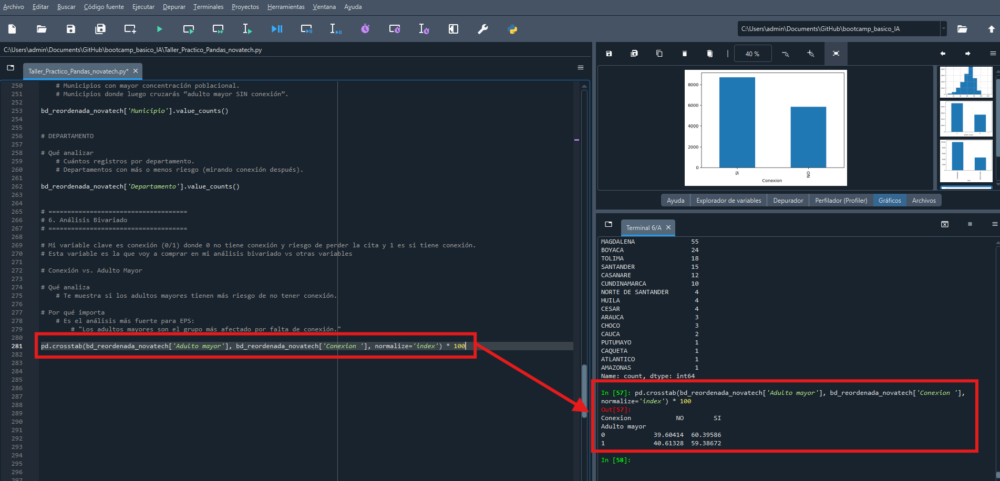 Archivo Editar Buscar Código fuente Ejecutar Depurar Terminales Proyectos Herramientas Ventana Ayuda
C:\Users\admin\Documents\GitHub\bootcamp_basico_IA
C:\Users\admin\Documents\GitHub\bootcamp_basico_IA\Taller_Practico_Pandas_novatech.py
Taller_Practico_Pandas_novatech.py*
250 # Municipios con mayor concentración poblacional.
251 # Municipios donde luego cruzarás “adulto mayor SIN conexión”.
252
253 bd_reordenada_novatech['Municipio'].value_counts()
254
255
256 # DEPARTAMENTO
257
258 # Qué analizar
259 # Cuántos registros por departamento.
260 # Departamentos con más o menos riesgo (mirando conexión después).
261
262 bd_reordenada_novatech['Departamento'].value_counts()
263
264
265 # =====================================
266 # 6. Análisis Bivariado
267 # =====================================
268
269 # Mi variable clave es conexión (0/1) donde 0 no tiene conexión y riesgo de perder la cita y 1 es si tiene conexión.
270 # Esta variable es la que voy a comprar en mi análisis bivariado vs otras variables
271
272 # Conexión vs. Adulto Mayor
273
274 # Qué analiza
275 # Te muestra si los adultos mayores tienen más riesgo de no tener conexión.
276
277 # Por qué importa
278 # Es el análisis más fuerte para EPS:
279 # "Los adultos mayores son el grupo más afectado por falta de conexión."
280
281 pd.crosstab(bd_reordenada_novatech['Adulto mayor'], bd_reordenada_novatech['Conexion '], normalize='index') * 100
282
283
284
285
286
287
288
289
290
291
292
293
294
295
296
297
40 %
8000
6000
4000
2000
0
SI
NO
Conexion
Ayuda Explorador de variables Depurador Perfilador (Profiler) Gráficos Archivos
Terminal 6/A
MAGDALENA 55
BOYACA 24
TOLIMA 18
SANTANDER 15
CASANARE 12
CUNDINAMARCA 10
NORTE DE SANTANDER 4
HUILA 4
CESAR 4
ARAUCA 3
CHOCO 3
CAUCA 2
PUTUMAYO 1
CAQUETA 1
ATLANTICO 1
AMAZONAS 1
Name: count, dtype: int64
In [57]: pd.crosstab(bd_reordenada_novatech['Adulto mayor'], bd_reordenada_novatech['Conexion '],
normalize='index') * 100
Out[57]:
Conexion NO SI
Adulto mayor
0 39.60414 60.39586
1 40.61328 59.38672
In [58]: